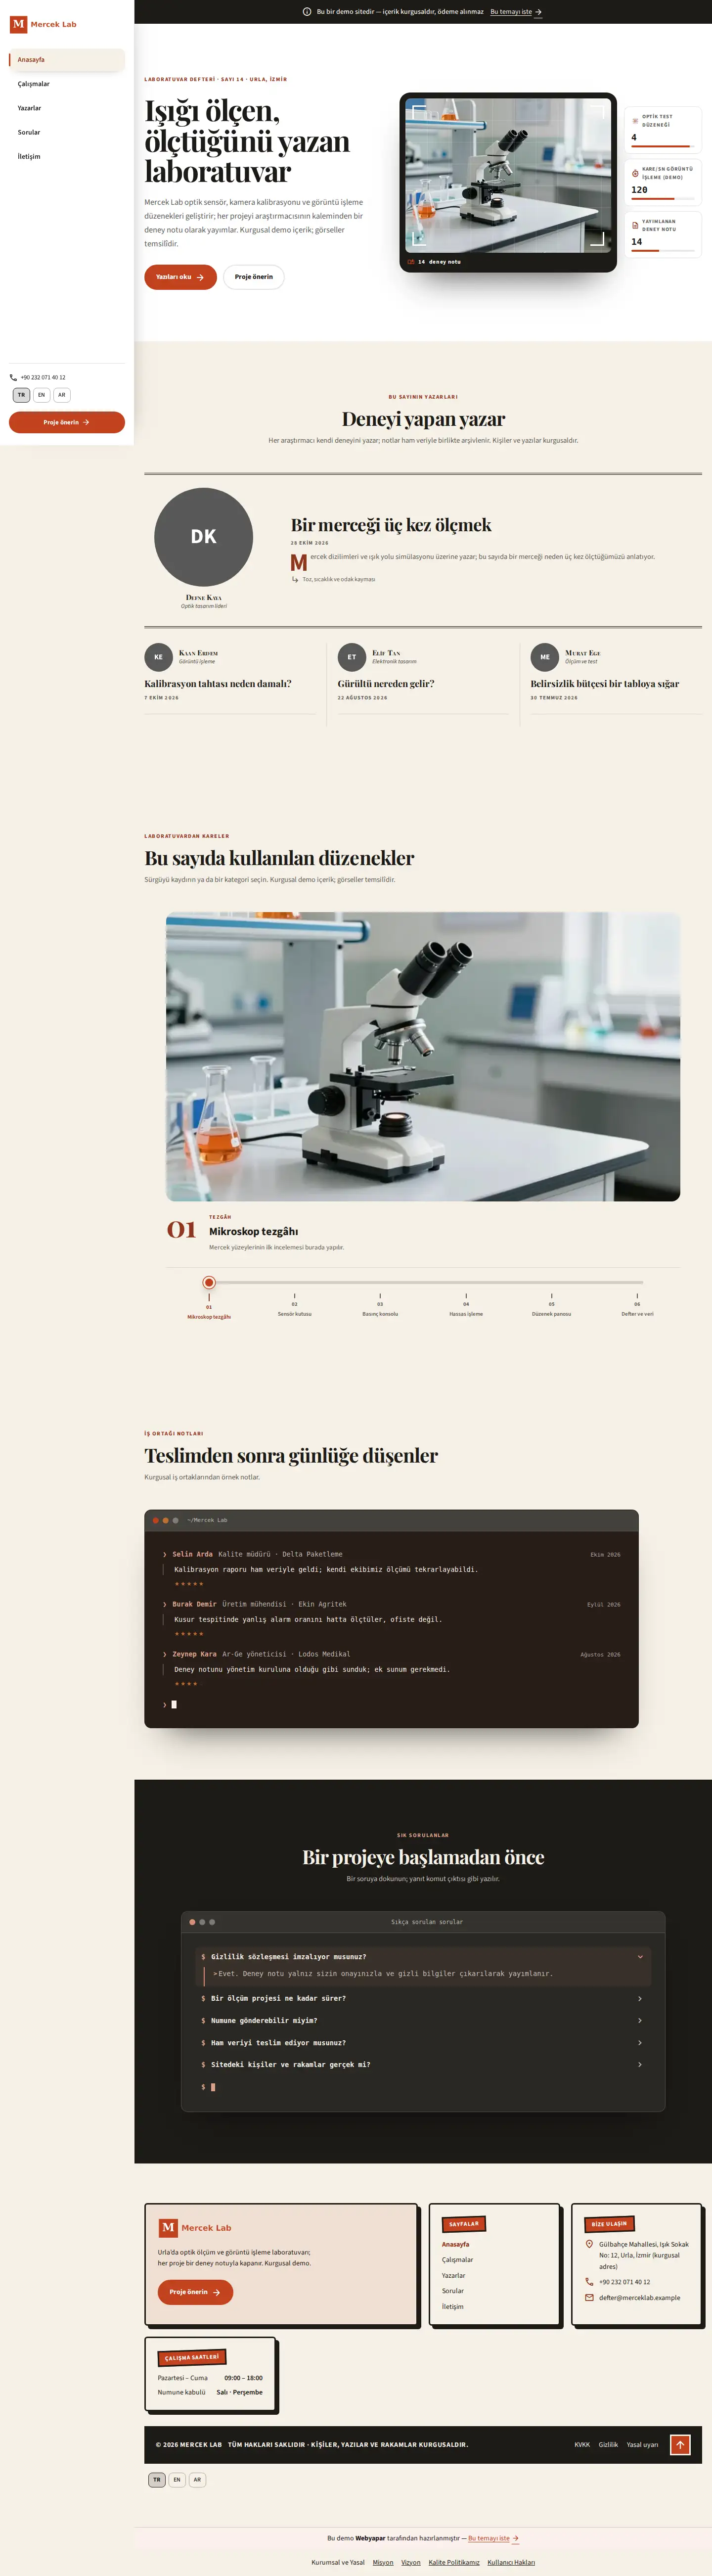 M Mercek Lab
Anasayfa
Çalışmalar
Yazarlar
Sorular
İletişim
+90 232 071 40 12
TR EN AR
Proje önerin
Bu bir demo sitedir — içerik kurgusaldır, ödeme alınmaz Bu temayı iste
LABORATUVAR DEFTERİ · SAYI 14 · URLA, İZMİR
Işığı ölçen,
ölçtüğünü yazan
laboratuvar
Mercek Lab optik sensör, kamera kalibrasyonu ve görüntü işleme
düzenekleri geliştirir; her projeyi araştırmacısının kaleminden bir
deney notu olarak yayımlar. Kurgusal demo içerik; görseller
temsilîdir.
Yazıları oku
Proje önerin
14 deney notu
OPTİK TEST
DÜZENEĞİ
4
KARE/SN GÖRÜNTÜ
İŞLEME (DEMO)
120
YAYIMLANAN
DENEY NOTU
14
BU SAYININ YAZARLARI
Deneyi yapan yazar
Her araştırmacı kendi deneyini yazar; notlar ham veriyle birlikte arşivlenir. Kişiler ve yazılar kurgusaldır.
DK
Defne Kaya
Optik tasarım lideri
Bir merceği üç kez ölçmek
28 EKİM 2026
Mercek dizilimleri ve ışık yolu simülasyonu üzerine yazar; bu sayıda bir merceği neden üç kez ölçtüğümüzü anlatıyor.
Toz, sıcaklık ve odak kayması
KE
Kaan Erdem
Görüntü işleme
Kalibrasyon tahtası neden damalı?
7 EKİM 2026
ET
Elif Tan
Elektronik tasarım
Gürültü nereden gelir?
22 AĞUSTOS 2026
ME
Murat Ege
Ölçüm ve test
Belirsizlik bütçesi bir tabloya sığar
30 TEMMUZ 2026
LABORATUVARDAN KARELER
Bu sayıda kullanılan düzenekler
Sürgüyü kaydırın ya da bir kategori seçin. Kurgusal demo içerik; görseller temsilîdir.
01
TEZGÂH
Mikroskop tezgâhı
Mercek yüzeylerinin ilk incelemesi burada yapılır.
01 02 03 04 05 06
Mikroskop tezgâhı Sensör kutusu Basınç konsolu Hassas işleme Düzenek panosu Defter ve veri
İŞ ORTAĞI NOTLARI
Teslimden sonra günlüğe düşenler
Kurgusal iş ortaklarından örnek notlar.
~/Mercek Lab
❯ Selin Arda Kalite müdürü · Delta Paketleme Ekim 2026
Kalibrasyon raporu ham veriyle geldi; kendi ekibimiz ölçümü tekrarlayabildi.
★★★★★
❯ Burak Demir Üretim mühendisi · Ekin Agritek Eylül 2026
Kusur tespitinde yanlış alarm oranını hatta ölçtüler, ofiste değil.
★★★★★
❯ Zeynep Kara Ar-Ge yöneticisi · Lodos Medikal Ağustos 2026
Deney notunu yönetim kuruluna olduğu gibi sunduk; ek sunum gerekmedi.
★★★★
❯
SIK SORULANLAR
Bir projeye başlamadan önce
Bir soruya dokunun; yanıt komut çıktısı gibi yazılır.
Sıkça sorulan sorular
$ Gizlilik sözleşmesi imzalıyor musunuz?
> Evet. Deney notu yalnız sizin onayınızla ve gizli bilgiler çıkarılarak yayımlanır.
$ Bir ölçüm projesi ne kadar sürer?
$ Numune gönderebilir miyim?
$ Ham veriyi teslim ediyor musunuz?
$ Sitedeki kişiler ve rakamlar gerçek mi?
$
M Mercek Lab
Urla'da optik ölçüm ve görüntü işleme laboratuvarı;
her proje bir deney notuyla kapanır. Kurgusal demo.
Proje önerin
SAYFALAR
Anasayfa
Çalışmalar
Yazarlar
Sorular
İletişim
BİZE ULAŞIN
Gülbahçe Mahallesi, Işık Sokak
No: 12, Urla, İzmir (kurgusal
adres)
+90 232 071 40 12
defter@merceklab.example
ÇALIŞMA SAATLERİ
Pazartesi – Cuma 09:00 – 18:00
Numune kabulü Salı · Perşembe
© 2026 MERCEK LAB TÜM HAKLARI SAKLIDIR · KİŞİLER, YAZILAR VE RAKAMLAR KURGUSALDIR.
KVKK Gizlilik Yasal uyarı
TR EN AR
Bu demo Webyapar tarafından hazırlanmıştır — Bu temayı iste
Kurumsal ve Yasal Misyon Vizyon Kalite Politikamız Kullanıcı Hakları